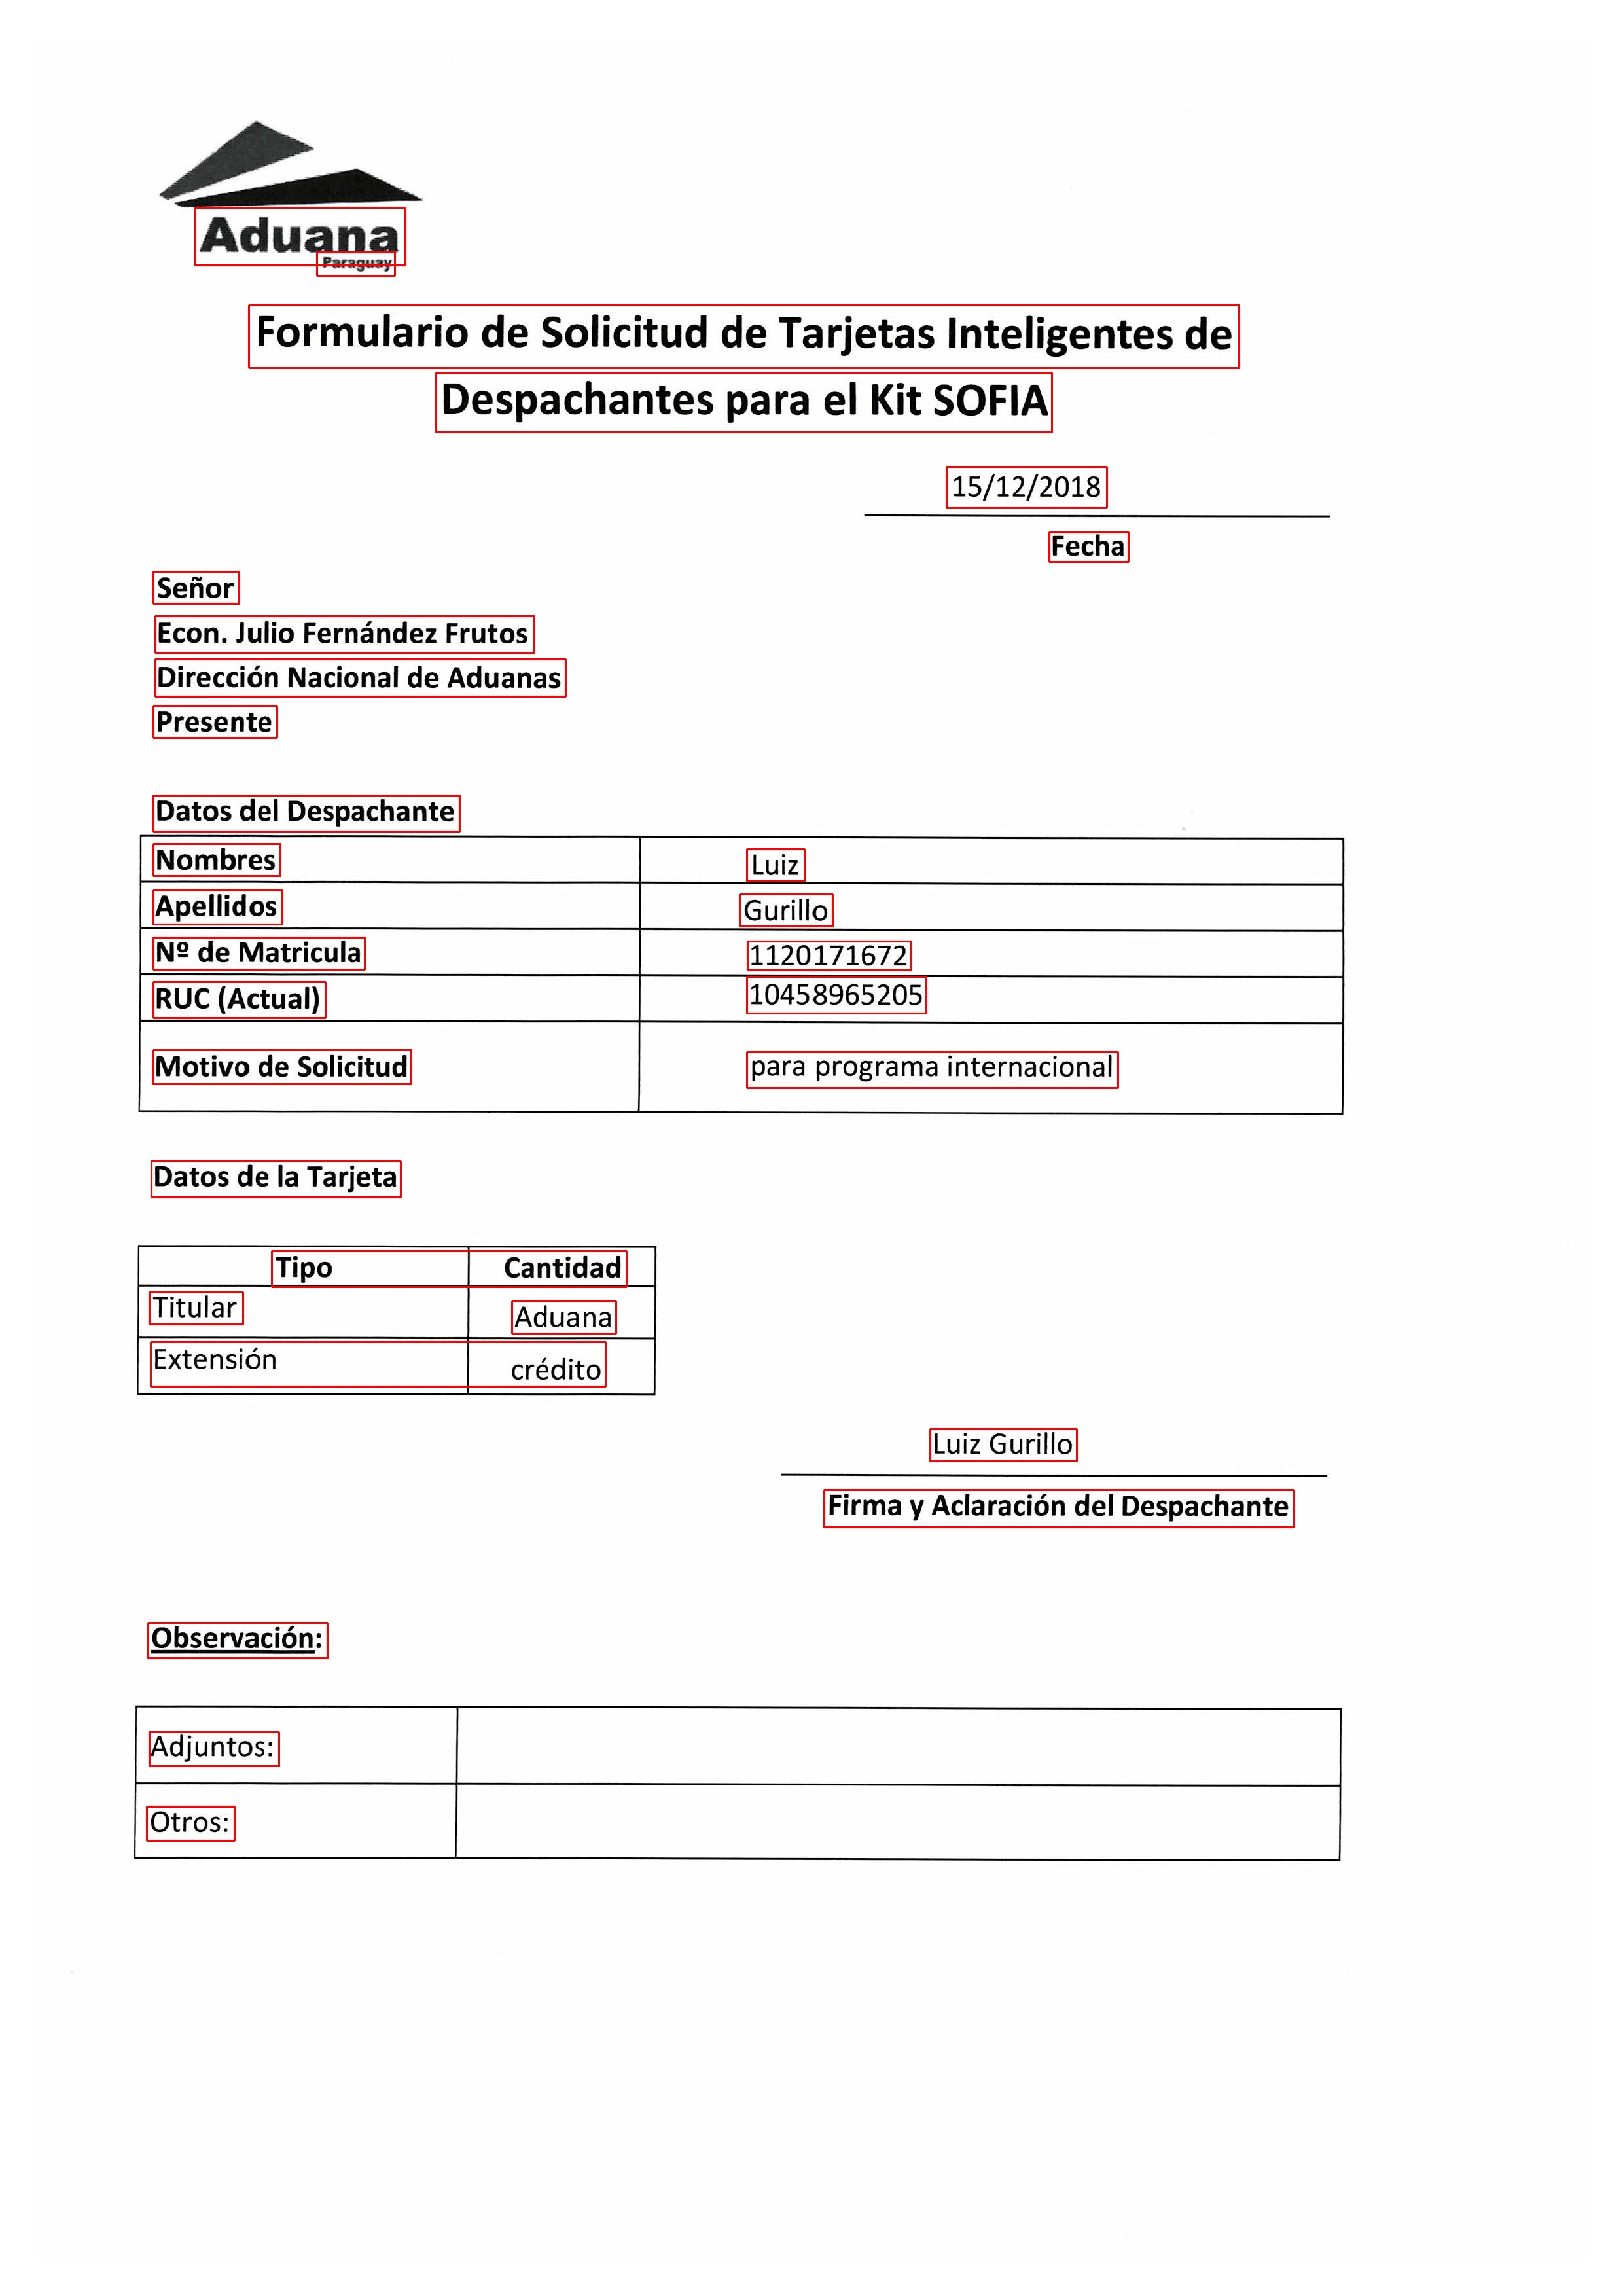 Aduana
Paraguay
Formulario de Solicitud de Tarjetas Inteligentes de
Despachantes para el Kit SOFIA
15/12/2018
Fecha
Señor
Econ. Julio Fernández Frutos
Dirección Nacional de Aduanas
Presente
Datos del Despachante
Nombres Luiz
Apellidos Gurillo
Nº de Matricula 1120171672
RUC (Actual) 10458965205
Motivo de Solicitud para programa internacional
Datos de la Tarjeta
Tipo Cantidad
Titular Aduana
Extensión crédito
Luiz Gurillo
Firma y Aclaración del Despachante
Observación:
Adjuntos:
Otros: